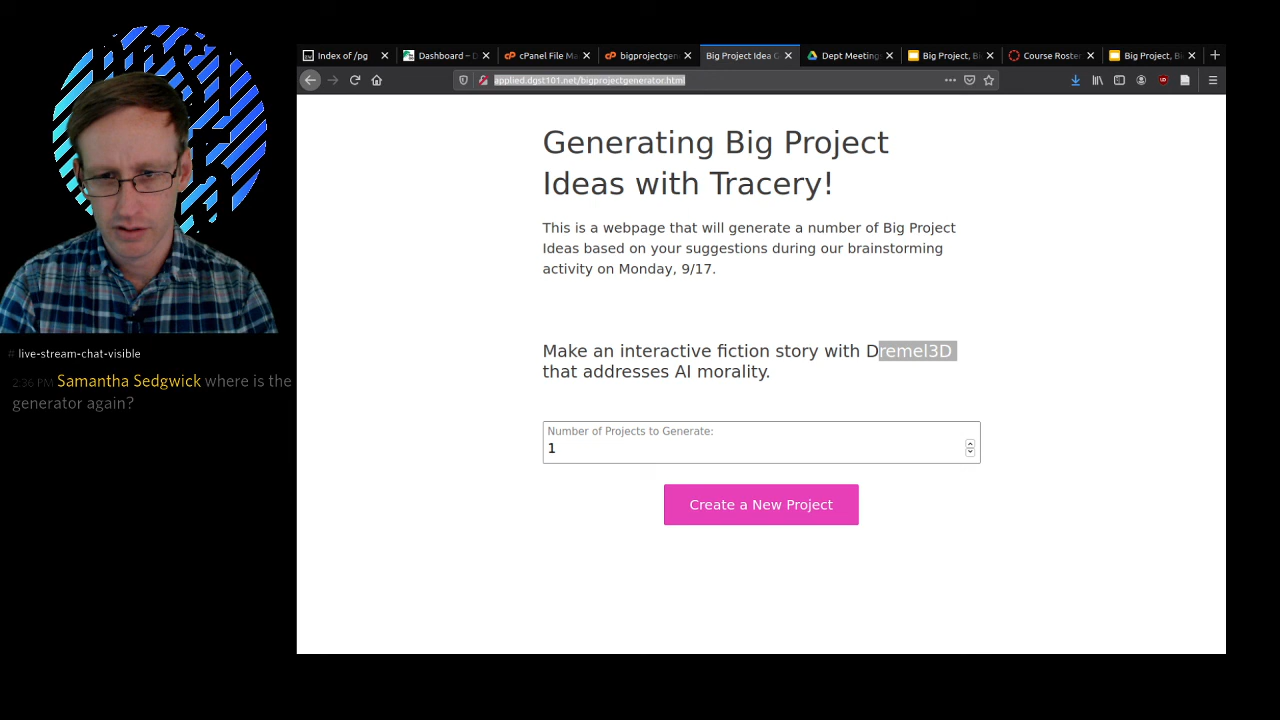 Index of /pg
Dashboard – D
cPanel File Ma
bigprojectgen
Big Project Idea G
Dept Meeting
Big Project, Bi
Course Roster
Big Project, Bi
applied.dgst101.net/bigprojectgenerator.html
Generating Big Project
Ideas with Tracery!
This is a webpage that will generate a number of Big Project
Ideas based on your suggestions during our brainstorming
activity on Monday, 9/17.
Make an interactive fiction story with Dremel3D
that addresses AI morality.
Number of Projects to Generate:
1
Create a New Project
# live-stream-chat-visible
2:36 PM Samantha Sedgwick where is the
generator again?